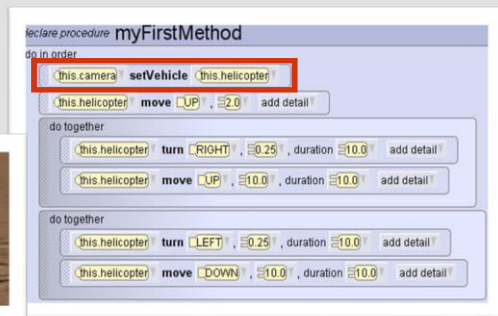 declare procedure myFirstMethod
do in order
this.camera setVehicle this.helicopter
this.helicopter move UP , 2.0 add detail
do together
this.helicopter turn RIGHT , 0.25 , duration 10.0 add detail
this.helicopter move UP , 10.0 , duration 10.0 add detail
do together
this.helicopter turn LEFT , 0.25 , duration 10.0 add detail
this.helicopter move DOWN , 10.0 , duration 10.0 add detail